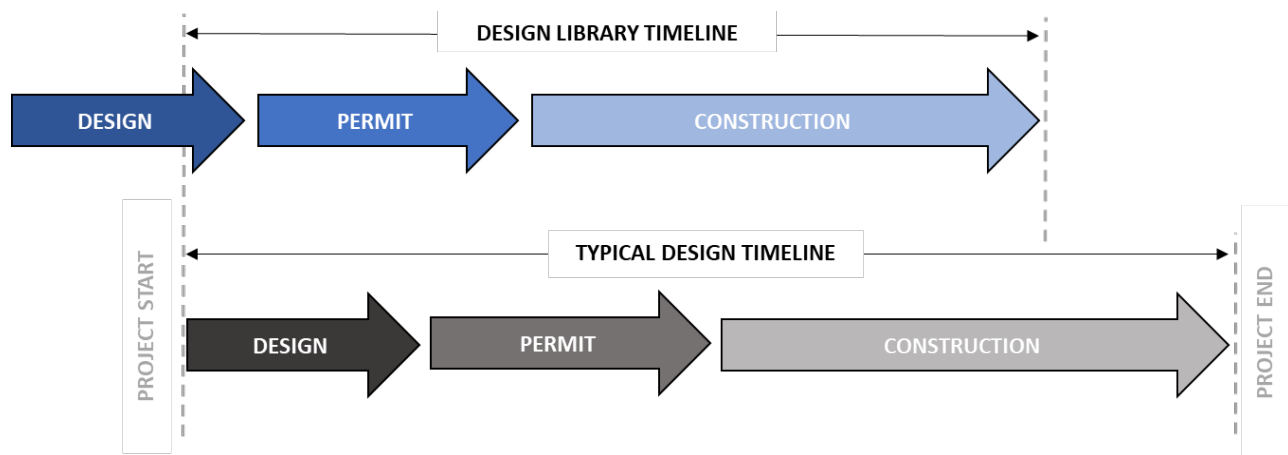 DESIGN LIBRARY TIMELINE
DESIGN
PERMIT
CONSTRUCTION
PROJECT START
TYPICAL DESIGN TIMELINE
DESIGN
PERMIT
CONSTRUCTION
PROJECT END